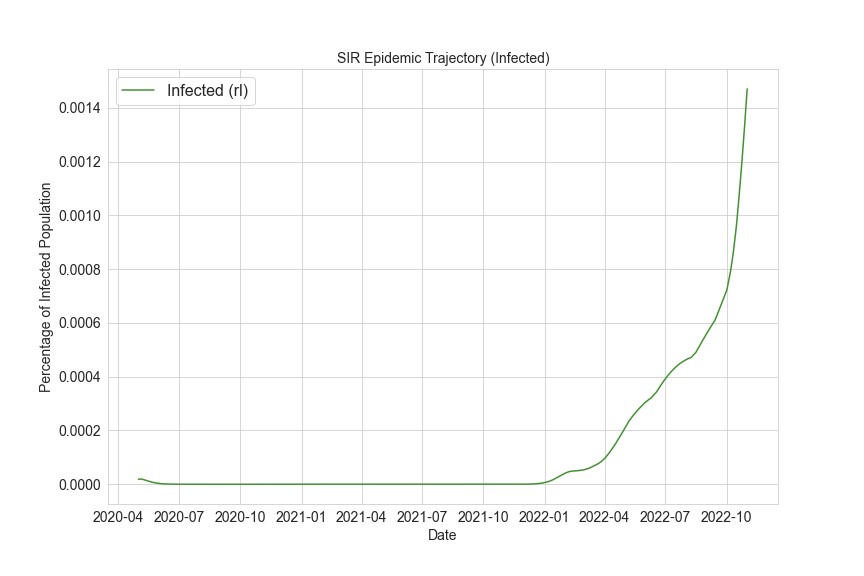 SIR Epidemic Trajectory (Infected)
Infected (rI)
Percentage of Infected Population
0.0014
0.0012
0.0010
0.0008
0.0006
0.0004
0.0002
0.0000
2020-04 2020-07 2020-10 2021-01 2021-04 2021-07 2021-10 2022-01 2022-04 2022-07 2022-10
Date